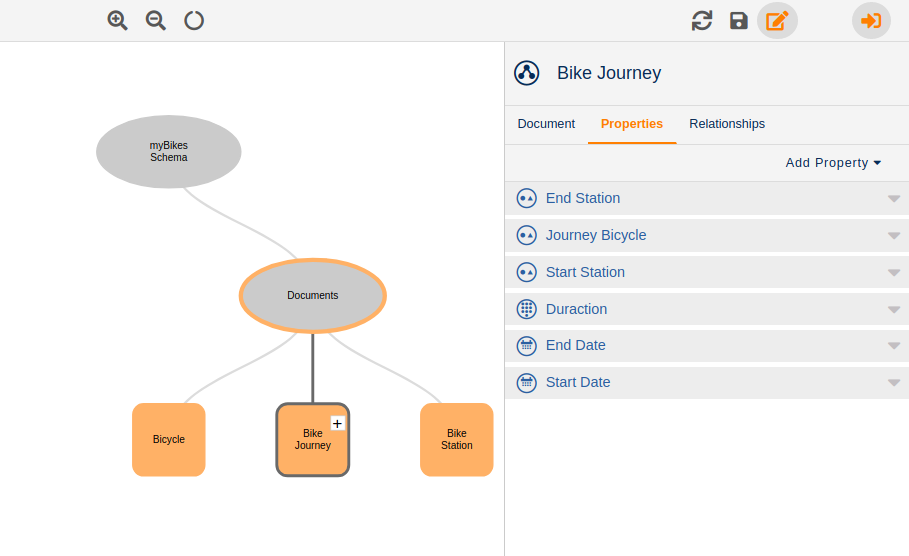 Bike Journey
Document Properties Relationships
Add Property
End Station
Journey Bicycle
Start Station
Duraction
End Date
Start Date
myBikes
Schema
Documents
Bicycle
Bike
Journey
Bike
Station